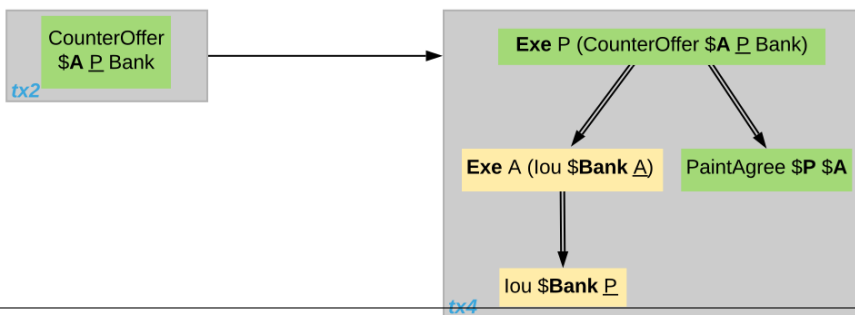 CounterOffer
$A P Bank
tx2
Exe P (CounterOffer $A P Bank)
Exe A (Iou $Bank A)
PaintAgree $P $A
Iou $Bank P
tx4